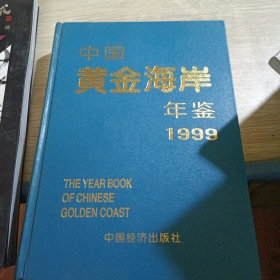 中国
黄金海岸
年鉴
1999
THE YEAR BOOK
OF CHINESE
GOLDEN COAST
中国经济出版社